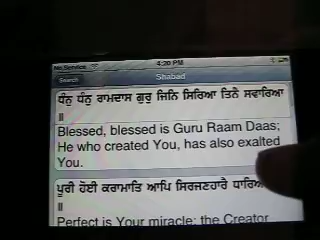 No Service 4:20 PM
Search Shabad
ਧੰਨੁ ਧੰਨੁ ਰਾਮਦਾਸ ਗੁਰੁ ਜਿਨਿ ਸਿਰਿਆ ਤਿਨੈ ਸਵਾਰਿਆ
॥
Blessed, blessed is Guru Raam Daas;
He who created You, has also exalted
You.
ਪੂਰੀ ਹੋਈ ਕਰਾਮਾਤਿ ਆਪਿ ਸਿਰਜਣਹਾਰੈ ਧਾਰਿਆ
॥
Perfect is Your miracle; the Creator